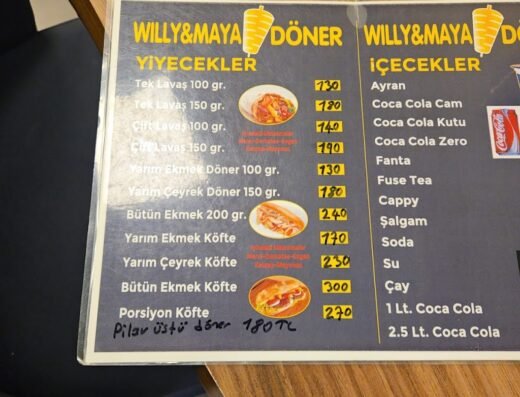 WILLY&MAYA DÖNER
YİYECEKLER
Tek Lavaş 100 gr. 130
Tek Lavaş 150 gr. 180
Çift Lavaş 100 gr. 140
Çift Lavaş 150 gr. 190
Yarım Ekmek Döner 100 gr. 130
Yarım Çeyrek Döner 150 gr. 180
Bütün Ekmek 200 gr. 240
Yarım Ekmek Köfte 170
Yarım Çeyrek Köfte 230
Bütün Ekmek Köfte 300
Porsiyon Köfte 270
Pilav üstü döner 180 TL
WILLY&MAYA DÖNER
İÇECEKLER
Ayran
Coca Cola Cam
Coca Cola Kutu
Coca Cola Zero
Fanta
Fuse Tea
Cappy
Şalgam
Soda
Su
Çay
1 Lt. Coca Cola
2.5 Lt. Coca Cola
Coca-Cola